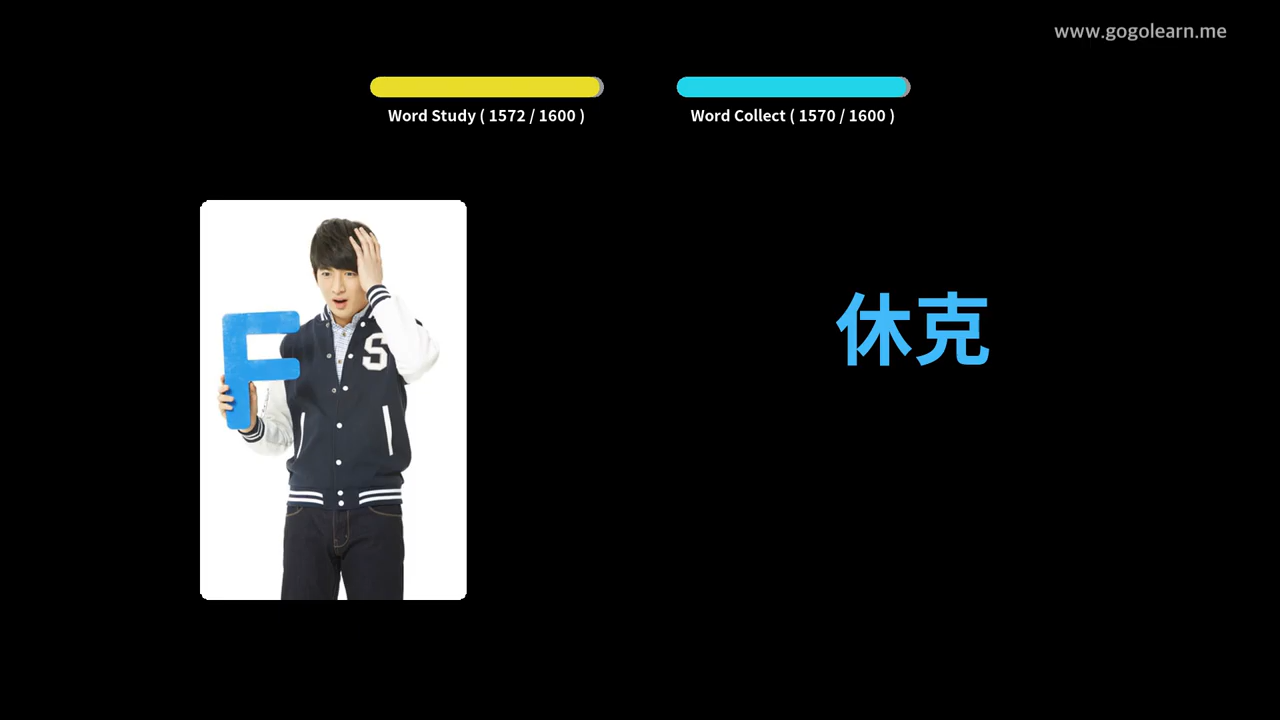 www.gogolearn.me
Word Study ( 1572 / 1600 )
Word Collect ( 1570 / 1600 )
F
S
休克